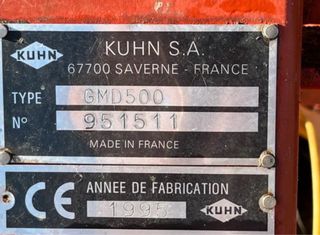 KUHN
KUHN S.A.
67700 SAVERNE - FRANCE
TYPE GMD500
N° 951511
MADE IN FRANCE
CE ANNEE DE FABRICATION
1995 KUHN